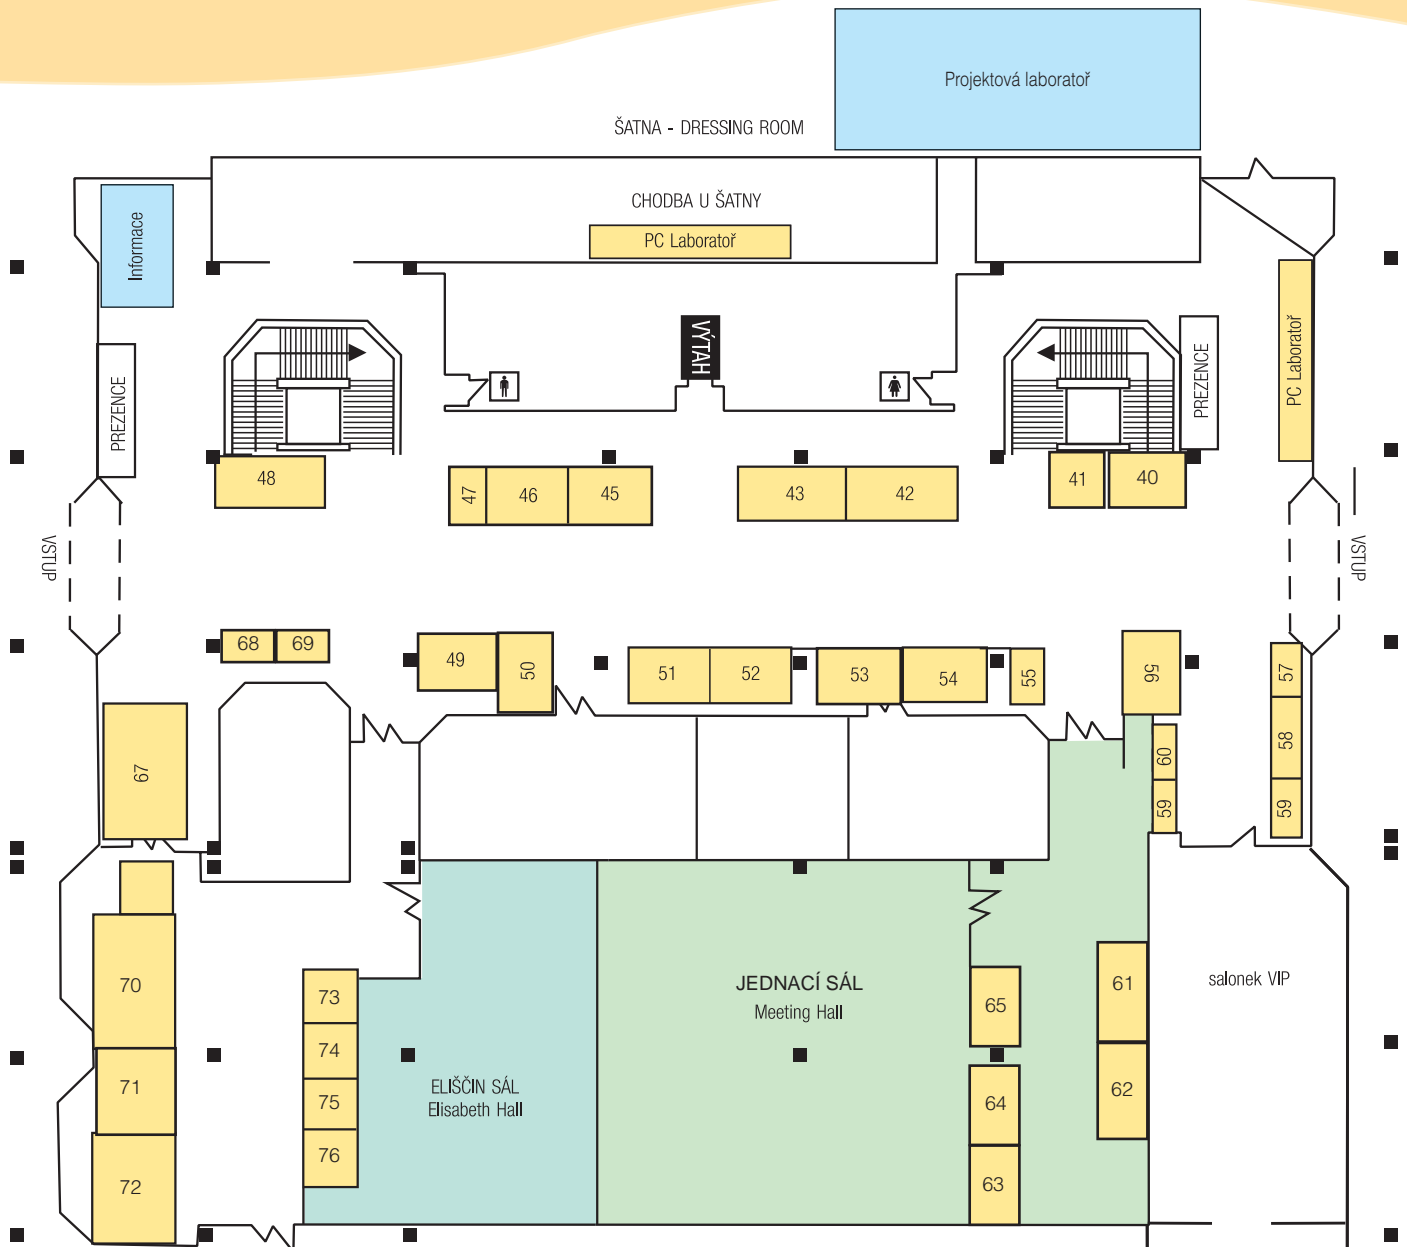 Projektová laboratoř
ŠATNA - DRESSING ROOM
CHODBA U ŠATNY
PC Laboratoř
Informace
VÝTAH
PREZENCE
PREZENCE
PC Laboratoř
48
47
46
45
43
42
41
40
VSTUP
VSTUP
68
69
49
50
51
52
53
54
55
56
57
58
59
60
59
67
70
71
72
73
74
75
76
ELIŠČIN SÁL
Elisabeth Hall
JEDNACÍ SÁL
Meeting Hall
65
64
63
61
62
salonek VIP